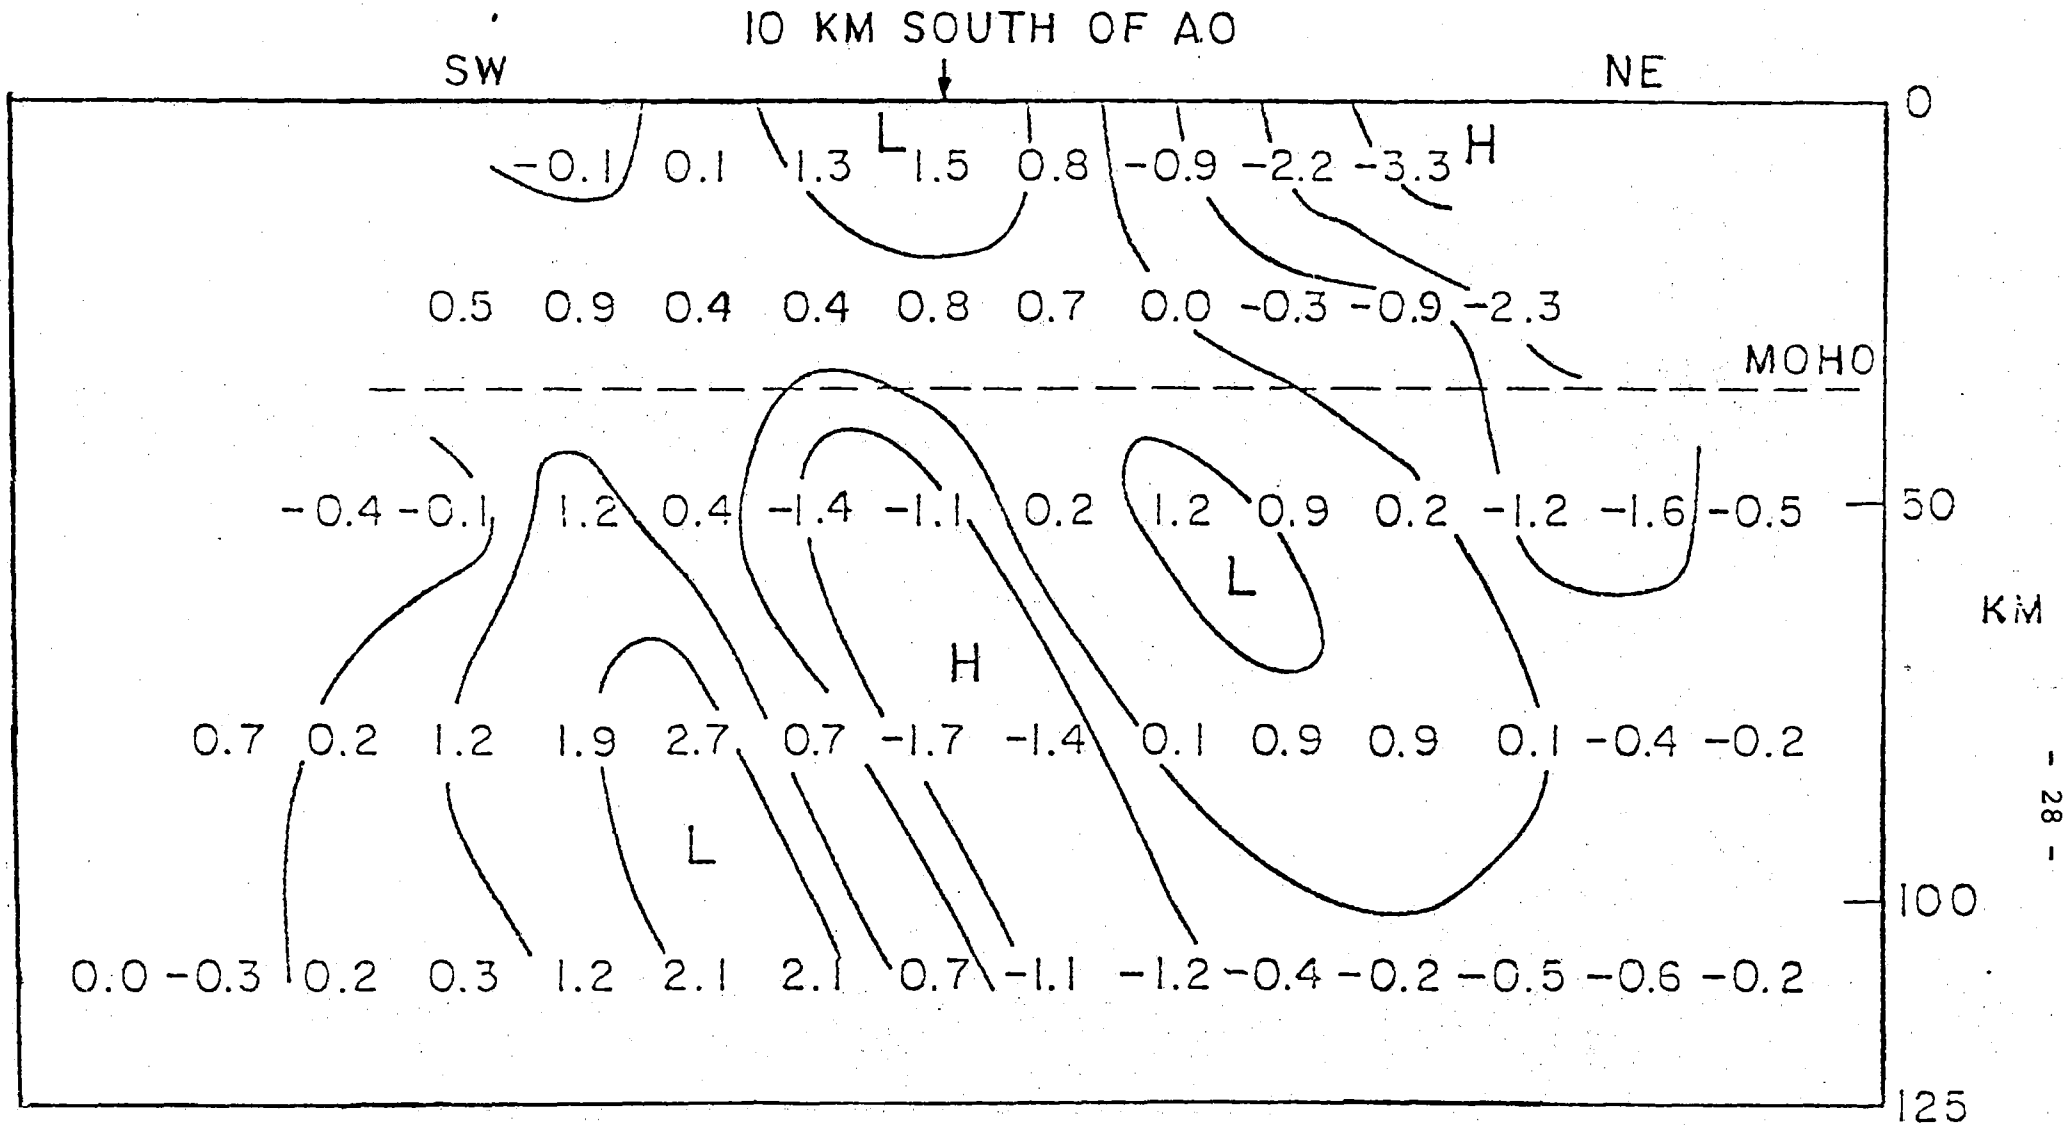 10 KM SOUTH OF AO
SW NE
0
L H
-0.1 0.1 1.3 1.5 0.8 -0.9 -2.2 -3.3
0.5 0.9 0.4 0.4 0.8 0.7 0.0 -0.3 -0.9 -2.3
MOHO
-0.4 -0.1 1.2 0.4 -1.4 -1.1 0.2 1.2 0.9 0.2 -1.2 -1.6 -0.5 50
L
KM
H
0.7 0.2 1.2 1.9 2.7 0.7 -1.7 -1.4 0.1 0.9 0.9 0.1 -0.4 -0.2
- 28 -
L
100
0.0 -0.3 0.2 0.3 1.2 2.1 2.1 0.7 -1.1 -1.2 -0.4 -0.2 -0.5 -0.6 -0.2
125